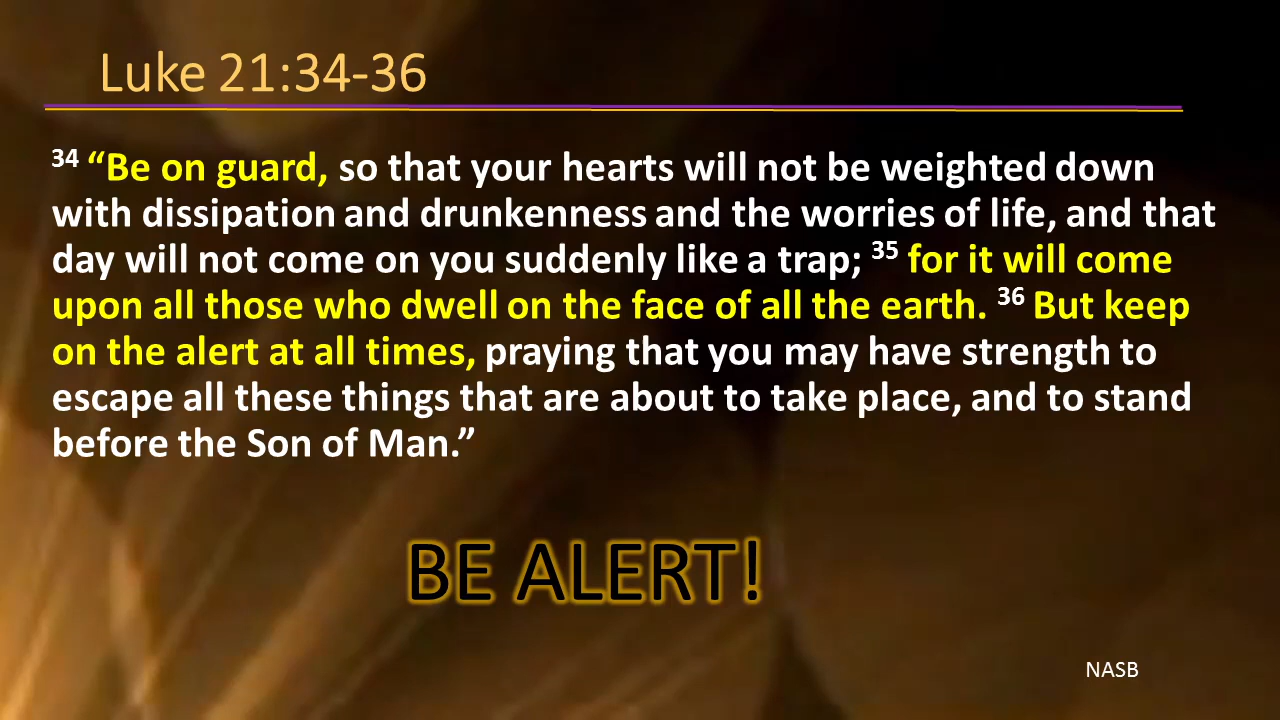 Luke 21:34-36
34 “Be on guard, so that your hearts will not be weighted down
with dissipation and drunkenness and the worries of life, and that
day will not come on you suddenly like a trap; 35 for it will come
upon all those who dwell on the face of all the earth. 36 But keep
on the alert at all times, praying that you may have strength to
escape all these things that are about to take place, and to stand
before the Son of Man.”
BE ALERT!
NASB